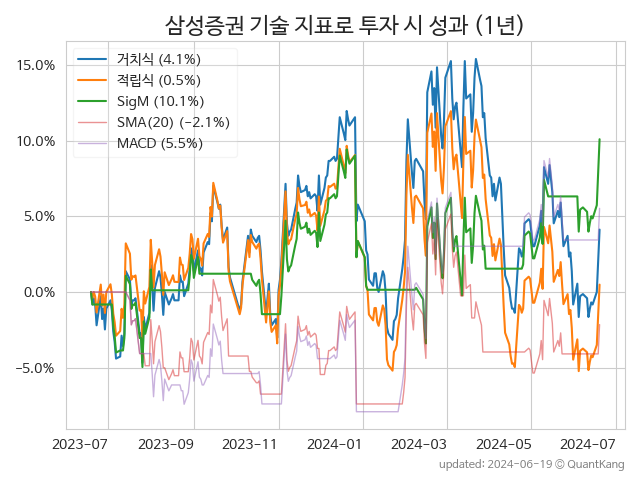 삼성증권 기술 지표로 투자 시 성과 (1년)
거치식 (4.1%)
적립식 (0.5%)
SigM (10.1%)
SMA(20) (−2.1%)
MACD (5.5%)
15.0%
10.0%
5.0%
0.0%
−5.0%
2023-07
2023-09
2023-11
2024-01
2024-03
2024-05
2024-07
updated: 2024-06-19 ⓒ QuantKang